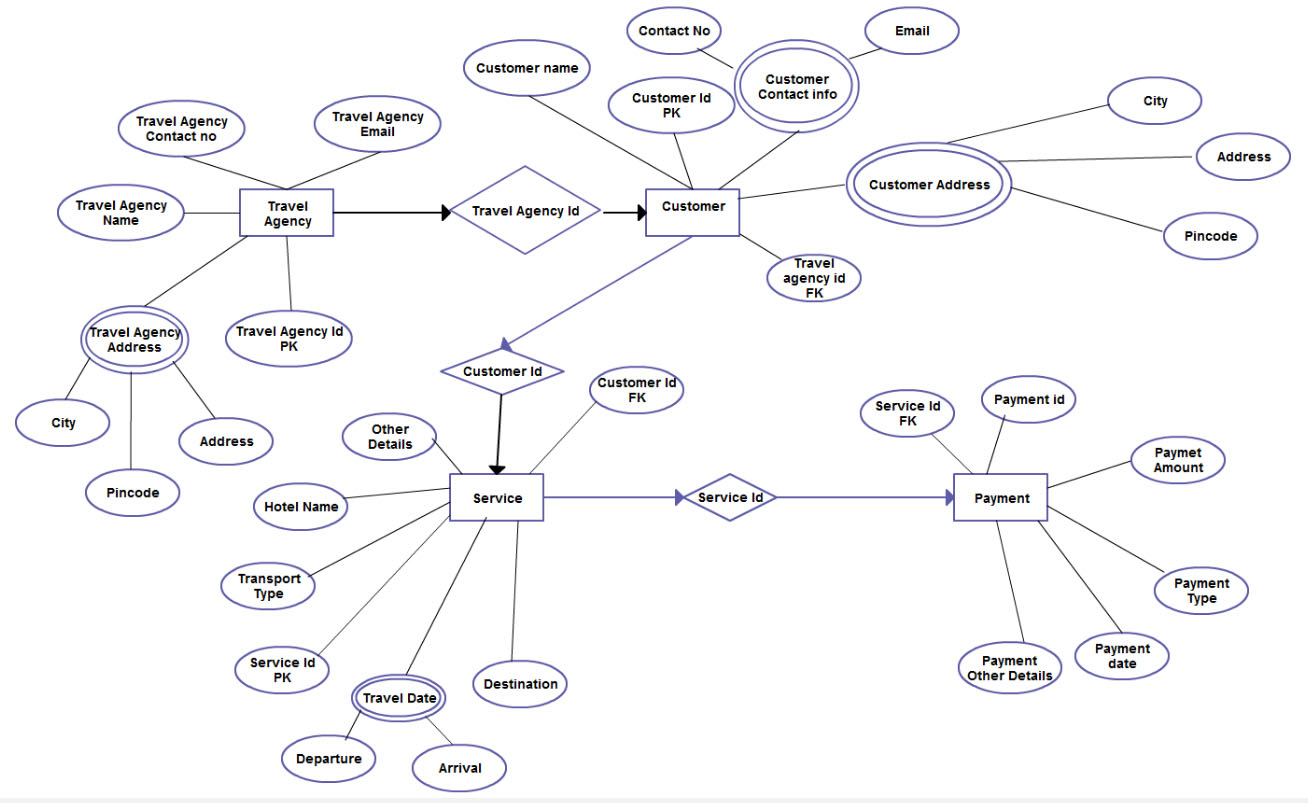 Contact No
Email
Customer name
Customer
Contact info
Customer Id
PK
City
Travel Agency
Contact no
Travel Agency
Email
Address
Customer Address
Travel Agency
Name
Travel
Agency
Travel Agency Id
Customer
Pincode
Travel
agency id
FK
Travel Agency
Address
Travel Agency Id
PK
Customer Id
Customer Id
FK
City
Address
Pincode
Other
Details
Service Id
FK
Payment id
Paymet
Amount
Hotel Name
Service
Service Id
Payment
Transport
Type
Payment
Type
Service Id
PK
Travel Date
Destination
Payment
Other Details
Payment
date
Departure
Arrival